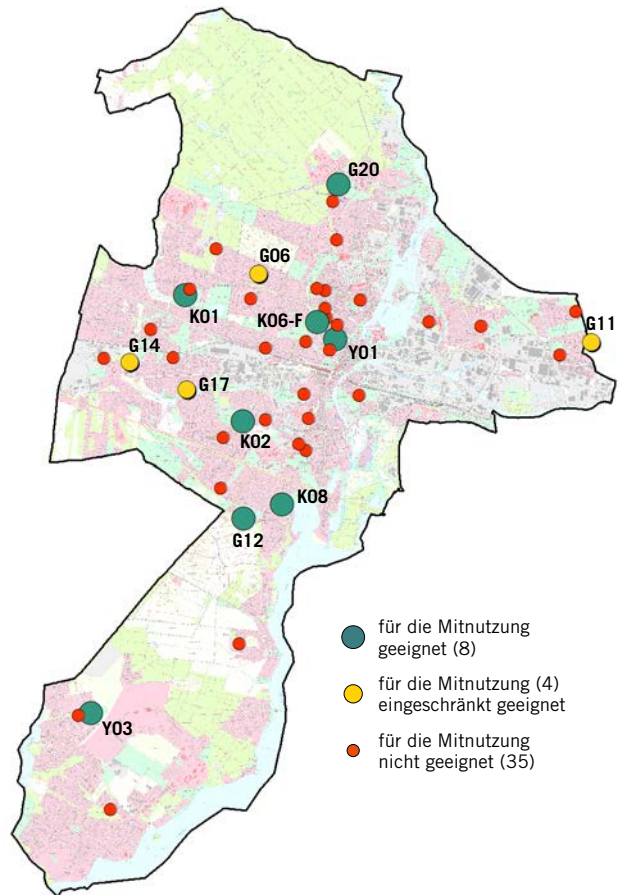 G20
G06
K01
K06-F
G11
G14
Y01
G17
K02
K08
G12
Y03
für die Mitnutzung
geeignet (8)
für die Mitnutzung (4)
eingeschränkt geeignet
für die Mitnutzung
nicht geeignet (35)